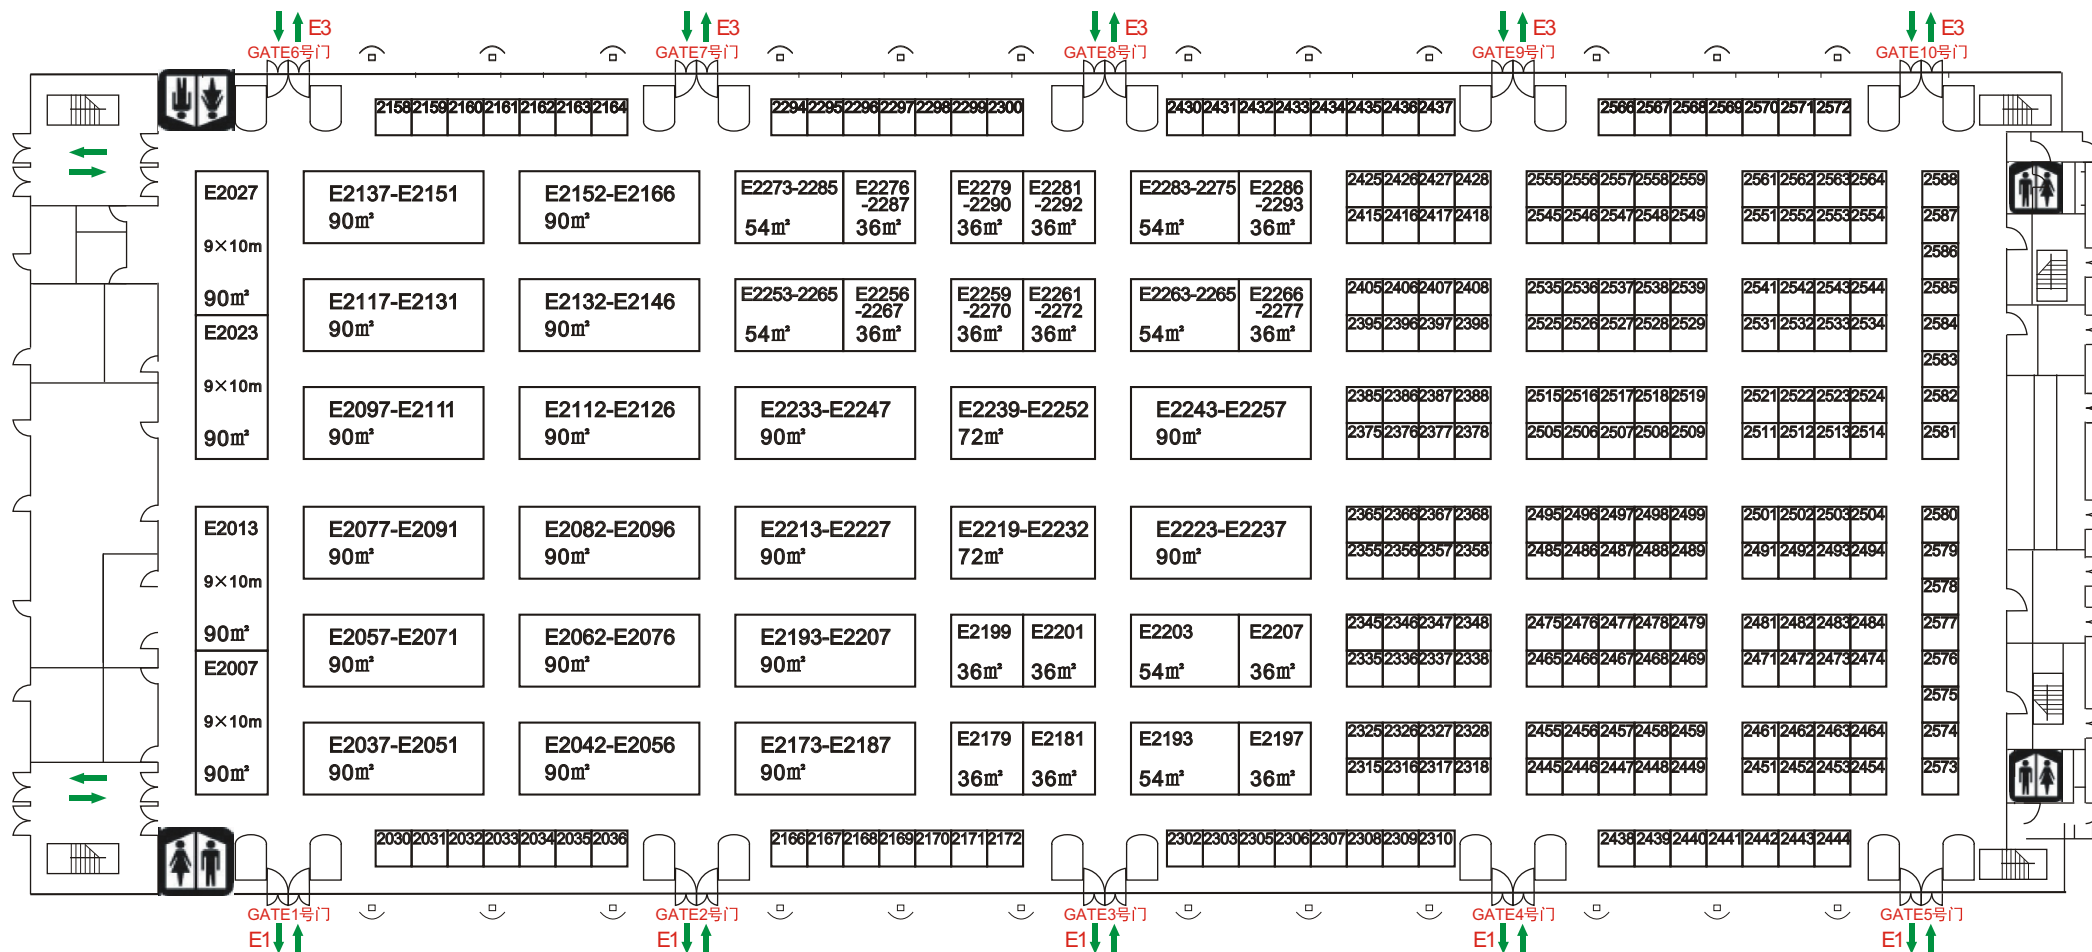 E3 E3 E3 E3 E3
GATE6号门 GATE7号门 GATE8号门 GATE9号门 GATE10号门
2158 2159 2160 2161 2162 2163 2164 2294 2295 2296 2297 2298 2299 2300 2430 2431 2432 2433 2434 2435 2436 2437 2566 2567 2568 2569 2570 2571 2572
E2027
9×10m
90㎡
E2137-E2151
90㎡
E2152-E2166
90㎡
E2273-2285
54㎡
E2276
-2287
36㎡
E2279
-2290
36㎡
E2281
-2292
36㎡
E2283-2275
54㎡
E2286
-2293
36㎡
2425 2426 2427 2428 2555 2556 2557 2558 2559 2561 2562 2563 2564 2588
2415 2416 2417 2418 2545 2546 2547 2548 2549 2551 2552 2553 2554 2587
2586
E2023
9×10m
90㎡
E2117-E2131
90㎡
E2132-E2146
90㎡
E2253-2265
54㎡
E2256
-2267
36㎡
E2259
-2270
36㎡
E2261
-2272
36㎡
E2263-2265
54㎡
E2266
-2277
36㎡
2405 2406 2407 2408 2535 2536 2537 2538 2539 2541 2542 2543 2544 2585
2395 2396 2397 2398 2525 2526 2527 2528 2529 2531 2532 2533 2534 2584
2583
E2097-E2111
90㎡
E2112-E2126
90㎡
E2233-E2247
90㎡
E2239-E2252
72㎡
E2243-E2257
90㎡
2385 2386 2387 2388 2515 2516 2517 2518 2519 2521 2522 2523 2524 2582
2375 2376 2377 2378 2505 2506 2507 2508 2509 2511 2512 2513 2514 2581
E2013
9×10m
90㎡
E2077-E2091
90㎡
E2082-E2096
90㎡
E2213-E2227
90㎡
E2219-E2232
72㎡
E2223-E2237
90㎡
2365 2366 2367 2368 2495 2496 2497 2498 2499 2501 2502 2503 2504 2580
2355 2356 2357 2358 2485 2486 2487 2488 2489 2491 2492 2493 2494 2579
2578
E2057-E2071
90㎡
E2062-E2076
90㎡
E2193-E2207
90㎡
E2199
36㎡
E2201
36㎡
E2203
54㎡
E2207
36㎡
2345 2346 2347 2348 2475 2476 2477 2478 2479 2481 2482 2483 2484 2577
2335 2336 2337 2338 2465 2466 2467 2468 2469 2471 2472 2473 2474 2576
2575
E2007
9×10m
90㎡
E2037-E2051
90㎡
E2042-E2056
90㎡
E2173-E2187
90㎡
E2179
36㎡
E2181
36㎡
E2193
54㎡
E2197
36㎡
2325 2326 2327 2328 2455 2456 2457 2458 2459 2461 2462 2463 2464 2574
2315 2316 2317 2318 2445 2446 2447 2448 2449 2451 2452 2453 2454 2573
2030 2031 2032 2033 2034 2035 2036 2166 2167 2168 2169 2170 2171 2172 2302 2303 2305 2306 2307 2308 2309 2310 2438 2439 2440 2441 2442 2443 2444
GATE1号门 GATE2号门 GATE3号门 GATE4号门 GATE5号门
E1 E1 E1 E1 E1